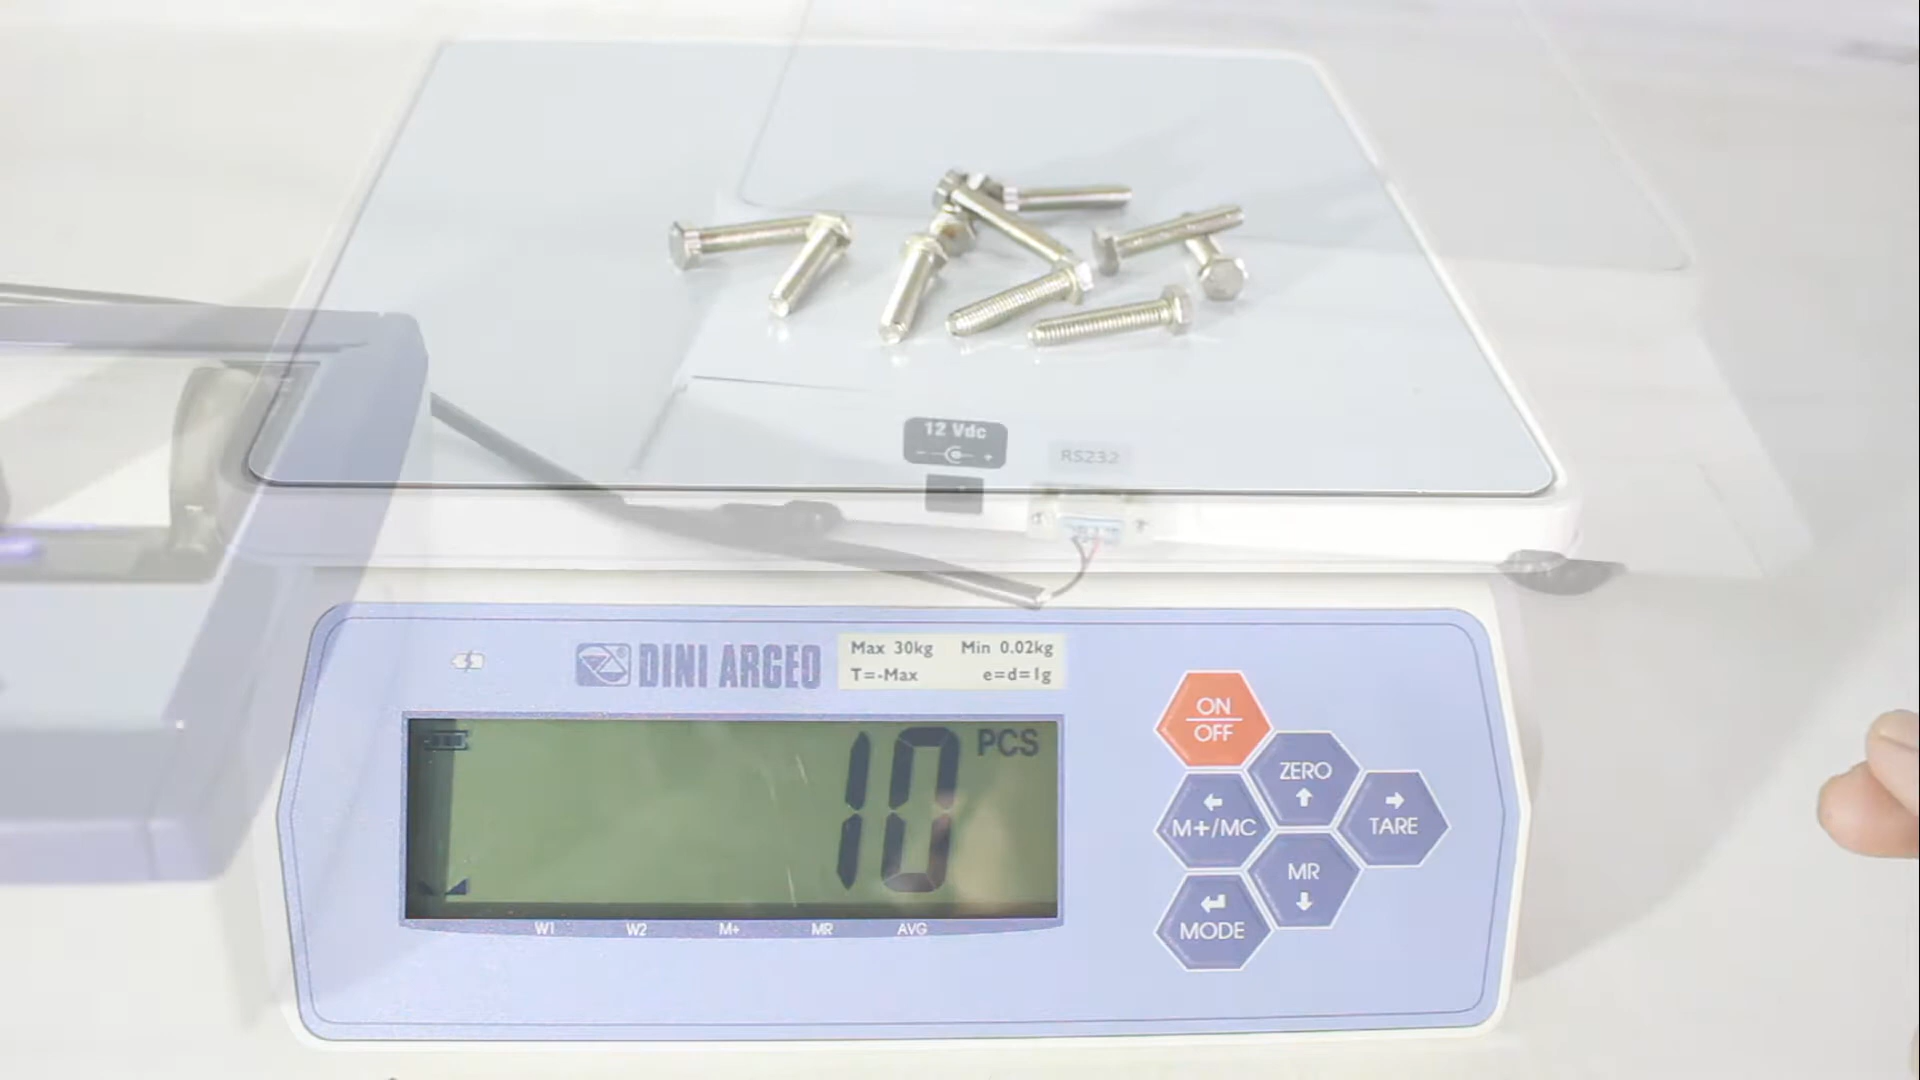 12 Vdc
RS232
DINI ARGEO
Max 30kg Min 0.02kg
T=-Max e=d=1g
10 PCS
W1 W2 M+ MR AVG
ON
OFF
ZERO
M+/MC
TARE
MR
MODE